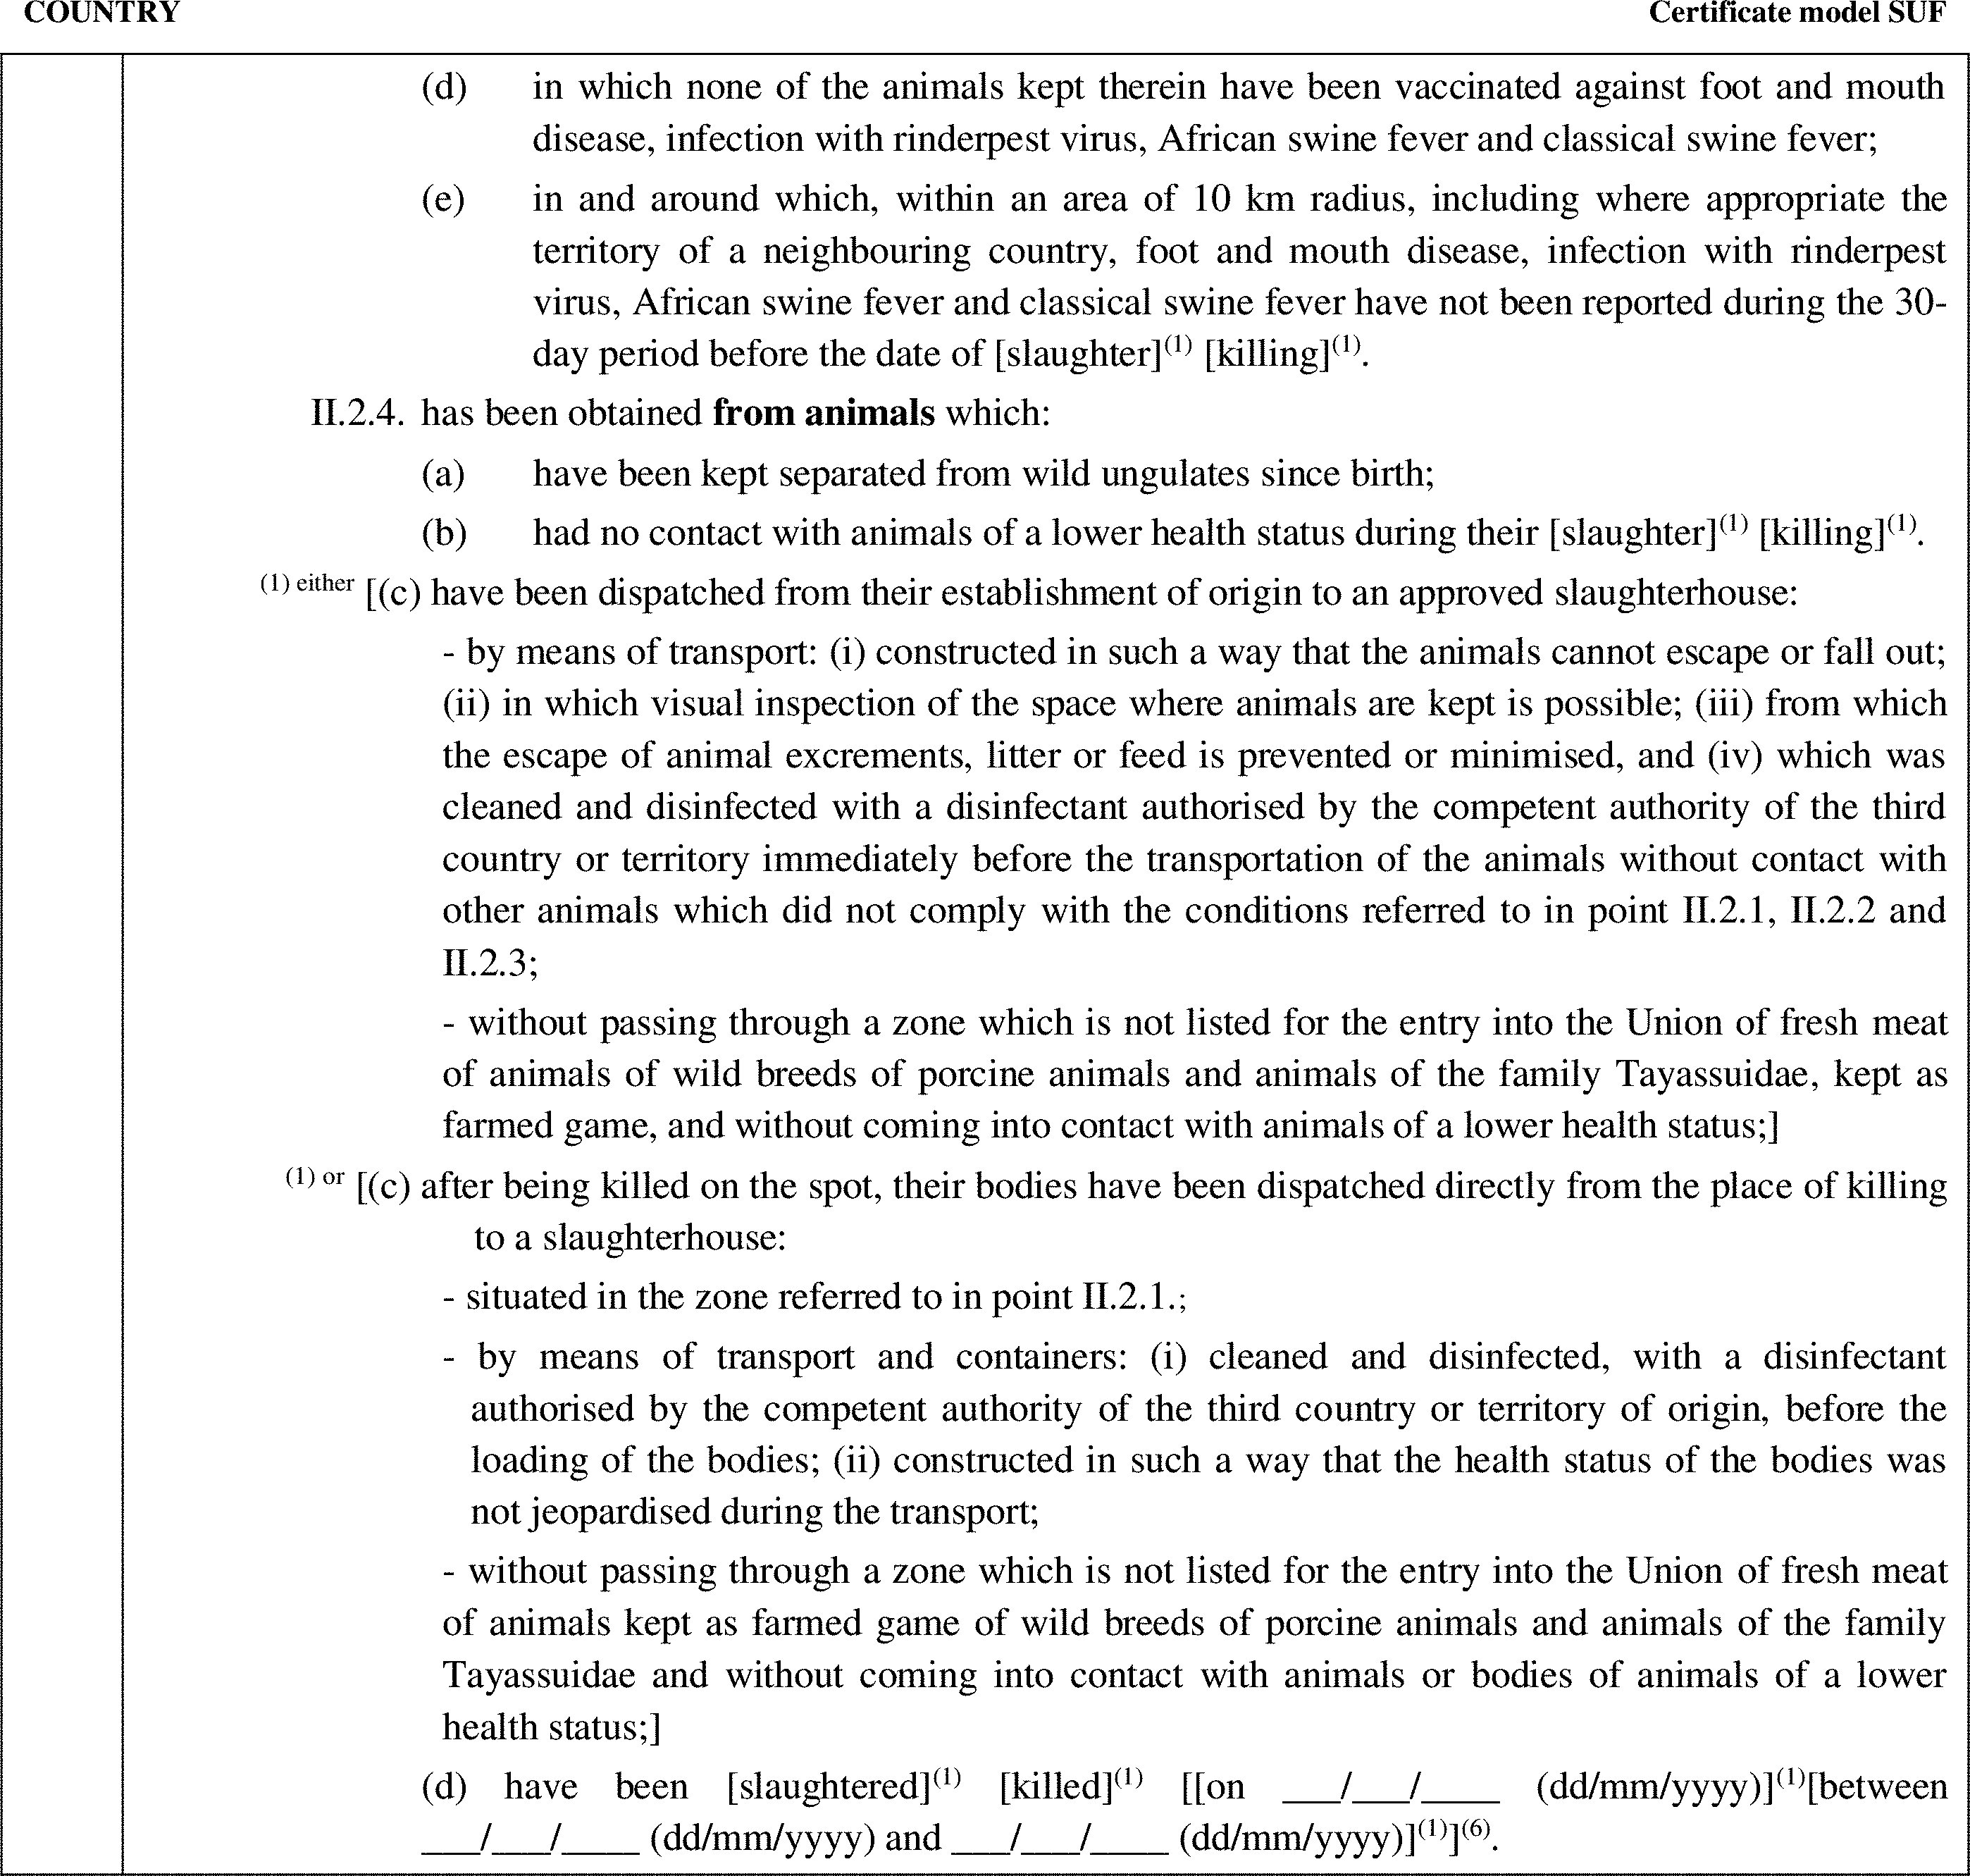 COUNTRY Certificate model SUF
(d) in which none of the animals kept therein have been vaccinated against foot and mouth
disease, infection with rinderpest virus, African swine fever and classical swine fever;
(e) in and around which, within an area of 10 km radius, including where appropriate the
territory of a neighbouring country, foot and mouth disease, infection with rinderpest
virus, African swine fever and classical swine fever have not been reported during the 30-
day period before the date of [slaughter](1) [killing](1).
II.2.4. has been obtained from animals which:
(a) have been kept separated from wild ungulates since birth;
(b) had no contact with animals of a lower health status during their [slaughter](1) [killing](1).
(1) either [(c) have been dispatched from their establishment of origin to an approved slaughterhouse:
- by means of transport: (i) constructed in such a way that the animals cannot escape or fall out;
(ii) in which visual inspection of the space where animals are kept is possible; (iii) from which
the escape of animal excrements, litter or feed is prevented or minimised, and (iv) which was
cleaned and disinfected with a disinfectant authorised by the competent authority of the third
country or territory immediately before the transportation of the animals without contact with
other animals which did not comply with the conditions referred to in point II.2.1, II.2.2 and
II.2.3;
- without passing through a zone which is not listed for the entry into the Union of fresh meat
of animals of wild breeds of porcine animals and animals of the family Tayassuidae, kept as
farmed game, and without coming into contact with animals of a lower health status;]
(1) or [(c) after being killed on the spot, their bodies have been dispatched directly from the place of killing
to a slaughterhouse:
- situated in the zone referred to in point II.2.1.;
- by means of transport and containers: (i) cleaned and disinfected, with a disinfectant
authorised by the competent authority of the third country or territory of origin, before the
loading of the bodies; (ii) constructed in such a way that the health status of the bodies was
not jeopardised during the transport;
- without passing through a zone which is not listed for the entry into the Union of fresh meat
of animals kept as farmed game of wild breeds of porcine animals and animals of the family
Tayassuidae and without coming into contact with animals or bodies of animals of a lower
health status;]
(d) have been [slaughtered](1) [killed](1) [[on ___/___/____ (dd/mm/yyyy)](1)[between
___/___/____ (dd/mm/yyyy) and ___/___/____ (dd/mm/yyyy)](1)](6).